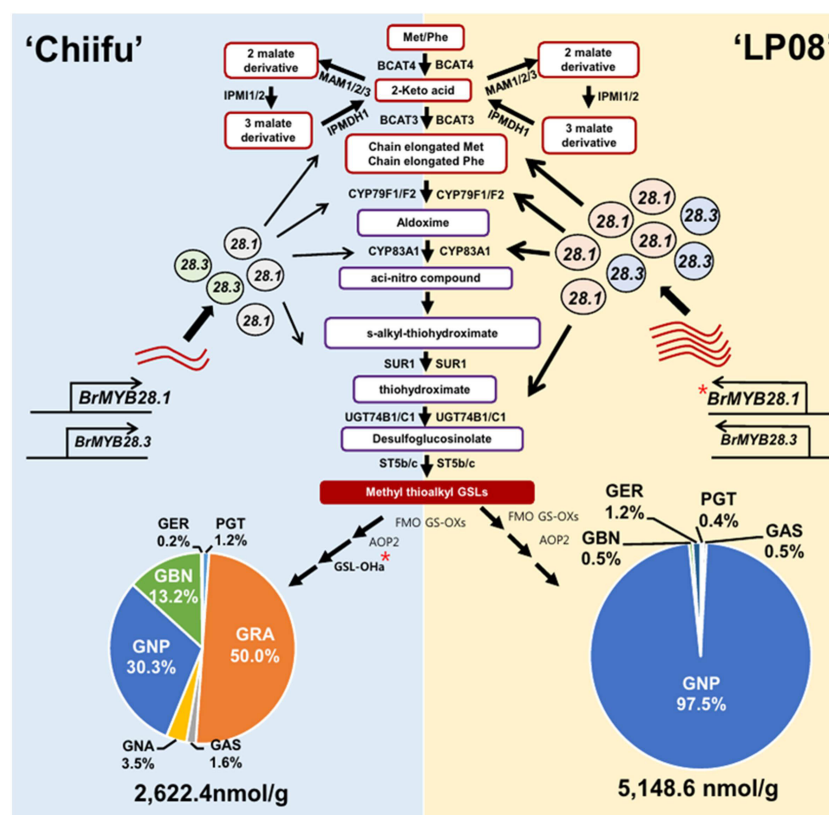 ‘Chiifu’
‘LP08’
Met/Phe
BCAT4 BCAT4
2-Keto acid
2 malate
derivative
MAM1/2/3
IPMI1/2
3 malate
derivative
IPMDH1
MAM1/2/3
2 malate
derivative
IPMI1/2
3 malate
derivative
IPMDH1
BCAT3 BCAT3
Chain elongated Met
Chain elongated Phe
CYP79F1/F2 CYP79F1/F2
Aldoxime
CYP83A1 CYP83A1
aci-nitro compound
s-alkyl-thiohydroximate
SUR1 SUR1
thiohydroximate
UGT74B1/C1 UGT74B1/C1
Desulfoglucosinolate
ST5b/c ST5b/c
Methyl thioalkyl GSLs
28.1
28.3
28.1
28.3
28.1
28.1
28.1
28.3
28.1
28.1
28.3
28.3
28.1
BrMYB28.1
BrMYB28.3
*BrMYB28.1
BrMYB28.3
FMO GS-OXs
AOP2
GSL-OHa*
FMO GS-OXs
AOP2
GER
0.2%
PGT
1.2%
GBN
13.2%
GNP
30.3%
GRA
50.0%
GNA
3.5%
GAS
1.6%
2,622.4nmol/g
GER
1.2%
PGT
0.4%
GBN
0.5%
GAS
0.5%
GNP
97.5%
5,148.6 nmol/g